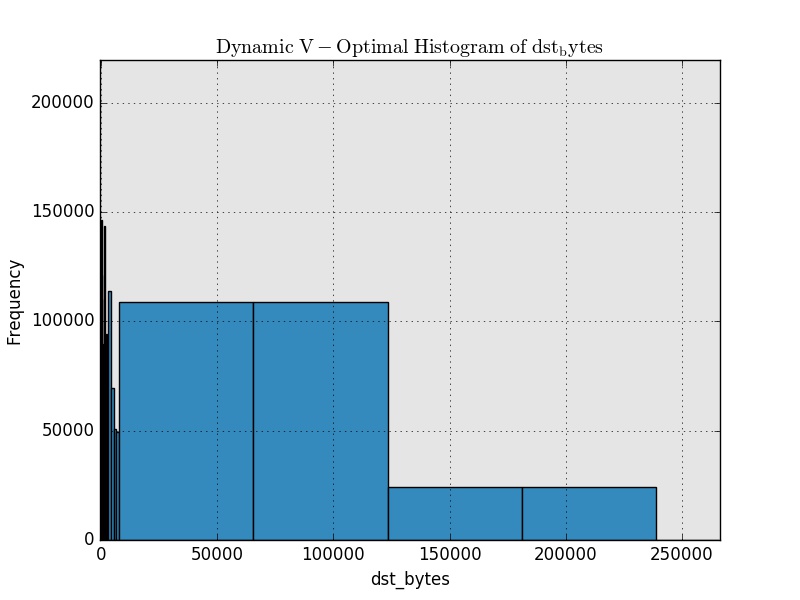 Dynamic V − Optimal Histogram of dst_bytes
200000
150000
100000
50000
0
Frequency
0 50000 100000 150000 200000 250000
dst_bytes